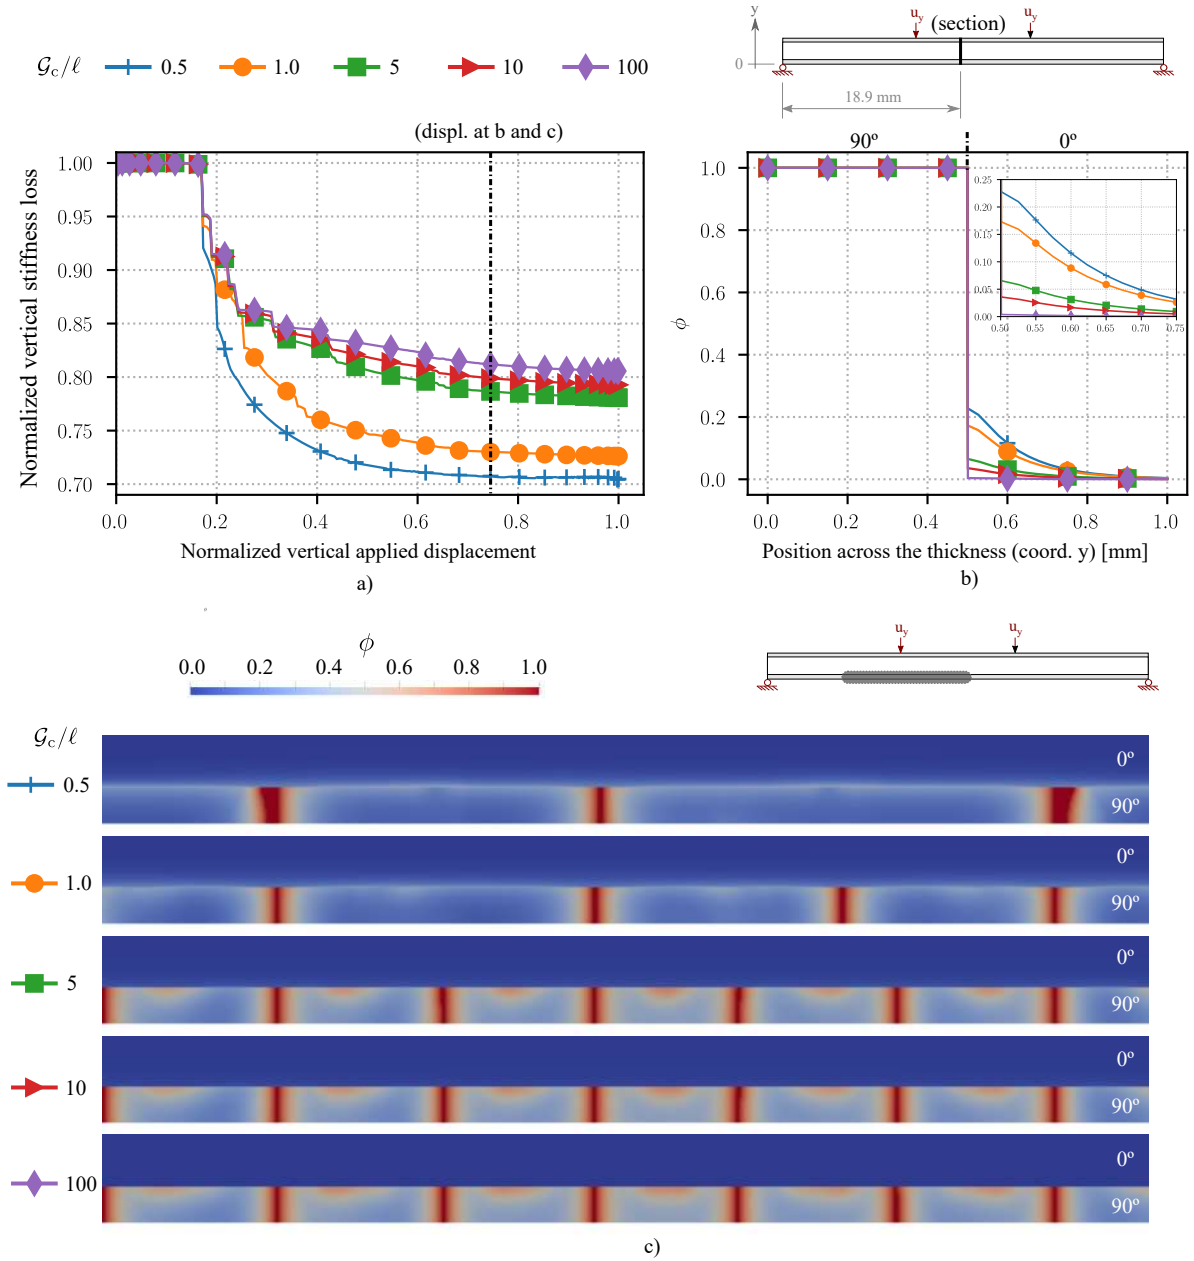 𝒢c/ℓ 0.5 1.0 5 10 100
y
0
uy (section) uy
18.9 mm
(displ. at b and c)
Normalized vertical stiffness loss
1.00
0.95
0.90
0.85
0.80
0.75
0.70
0.0 0.2 0.4 0.6 0.8 1.0
Normalized vertical applied displacement
a)
90º 0º
ϕ
1.0
0.8
0.6
0.4
0.2
0.0
0.25
0.20
0.15
0.10
0.05
0.00
0.50 0.55 0.60 0.65 0.70 0.75
0.0 0.2 0.4 0.6 0.8 1.0
Position across the thickness (coord. y) [mm]
b)
ϕ
0.0 0.2 0.4 0.6 0.8 1.0
uy uy
𝒢c/ℓ
0.5
0º
90º
1.0
0º
90º
5
0º
90º
10
0º
90º
100
0º
90º
c)